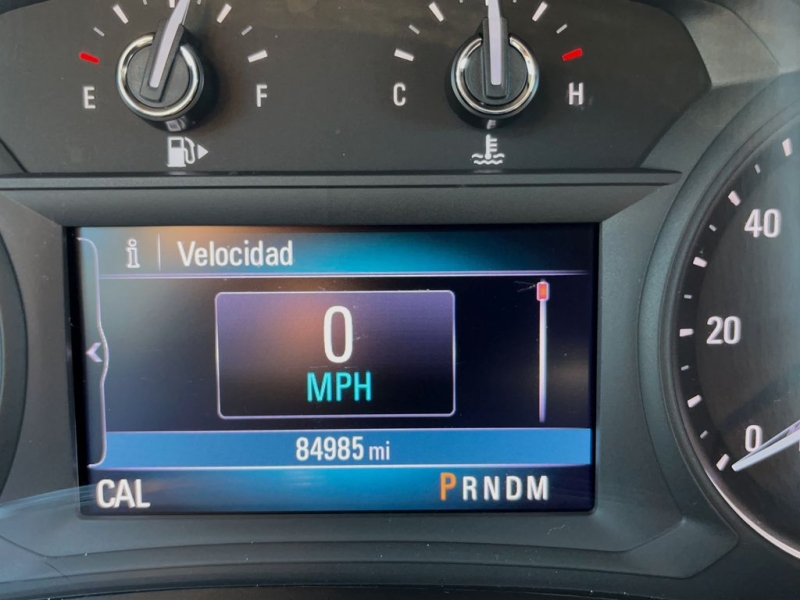 E F C H
40
Velocidad
20
0
MPH
0
84985 mi
CAL PRNDM